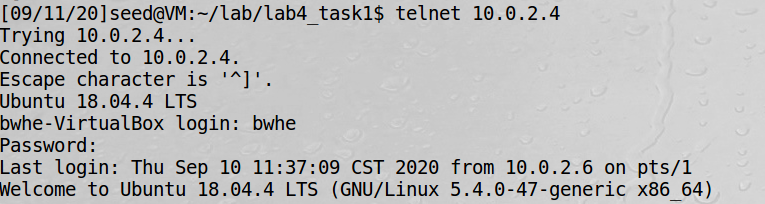 [09/11/20]seed@VM:~/lab/lab4_task1$ telnet 10.0.2.4
Trying 10.0.2.4...
Connected to 10.0.2.4.
Escape character is '^]'.
Ubuntu 18.04.4 LTS
bwhe-VirtualBox login: bwhe
Password:
Last login: Thu Sep 10 11:37:09 CST 2020 from 10.0.2.6 on pts/1
Welcome to Ubuntu 18.04.4 LTS (GNU/Linux 5.4.0-47-generic x86_64)